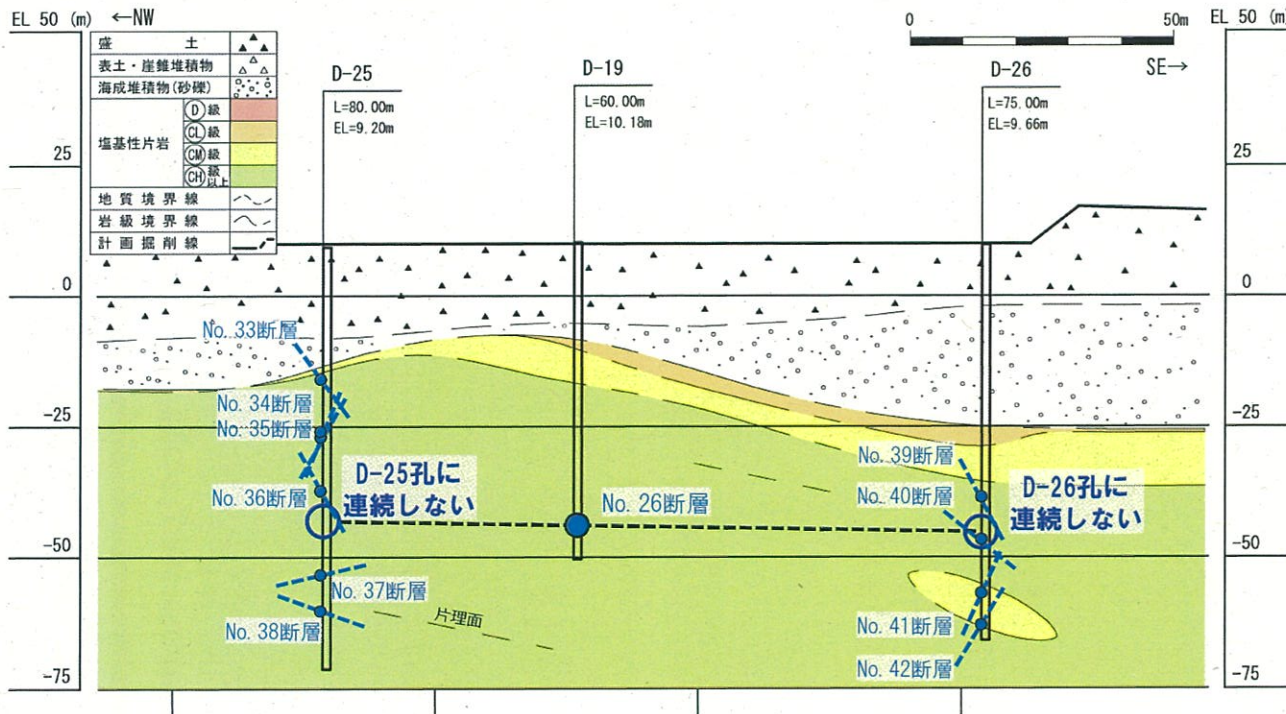 EL 50 (m) ←NW
0 50m
EL 50 (m)
SE→
盛 土
表土・崖錐堆積物
海成堆積物(砂礫)
塩基性片岩
D級
CL級
CM級
CH級以上
地質境界線
岩級境界線
計画掘削線
D-25
L=80.00m
EL=9.20m
D-19
L=60.00m
EL=10.18m
D-26
L=75.00m
EL=9.66m
25
0
-25
-50
-75
25
0
-25
-50
-75
No. 33断層
No. 34断層
No. 35断層
No. 36断層
D-25孔に
連続しない
No. 26断層
No. 39断層
No. 40断層
D-26孔に
連続しない
No. 37断層
No. 38断層
片理面
No. 41断層
No. 42断層